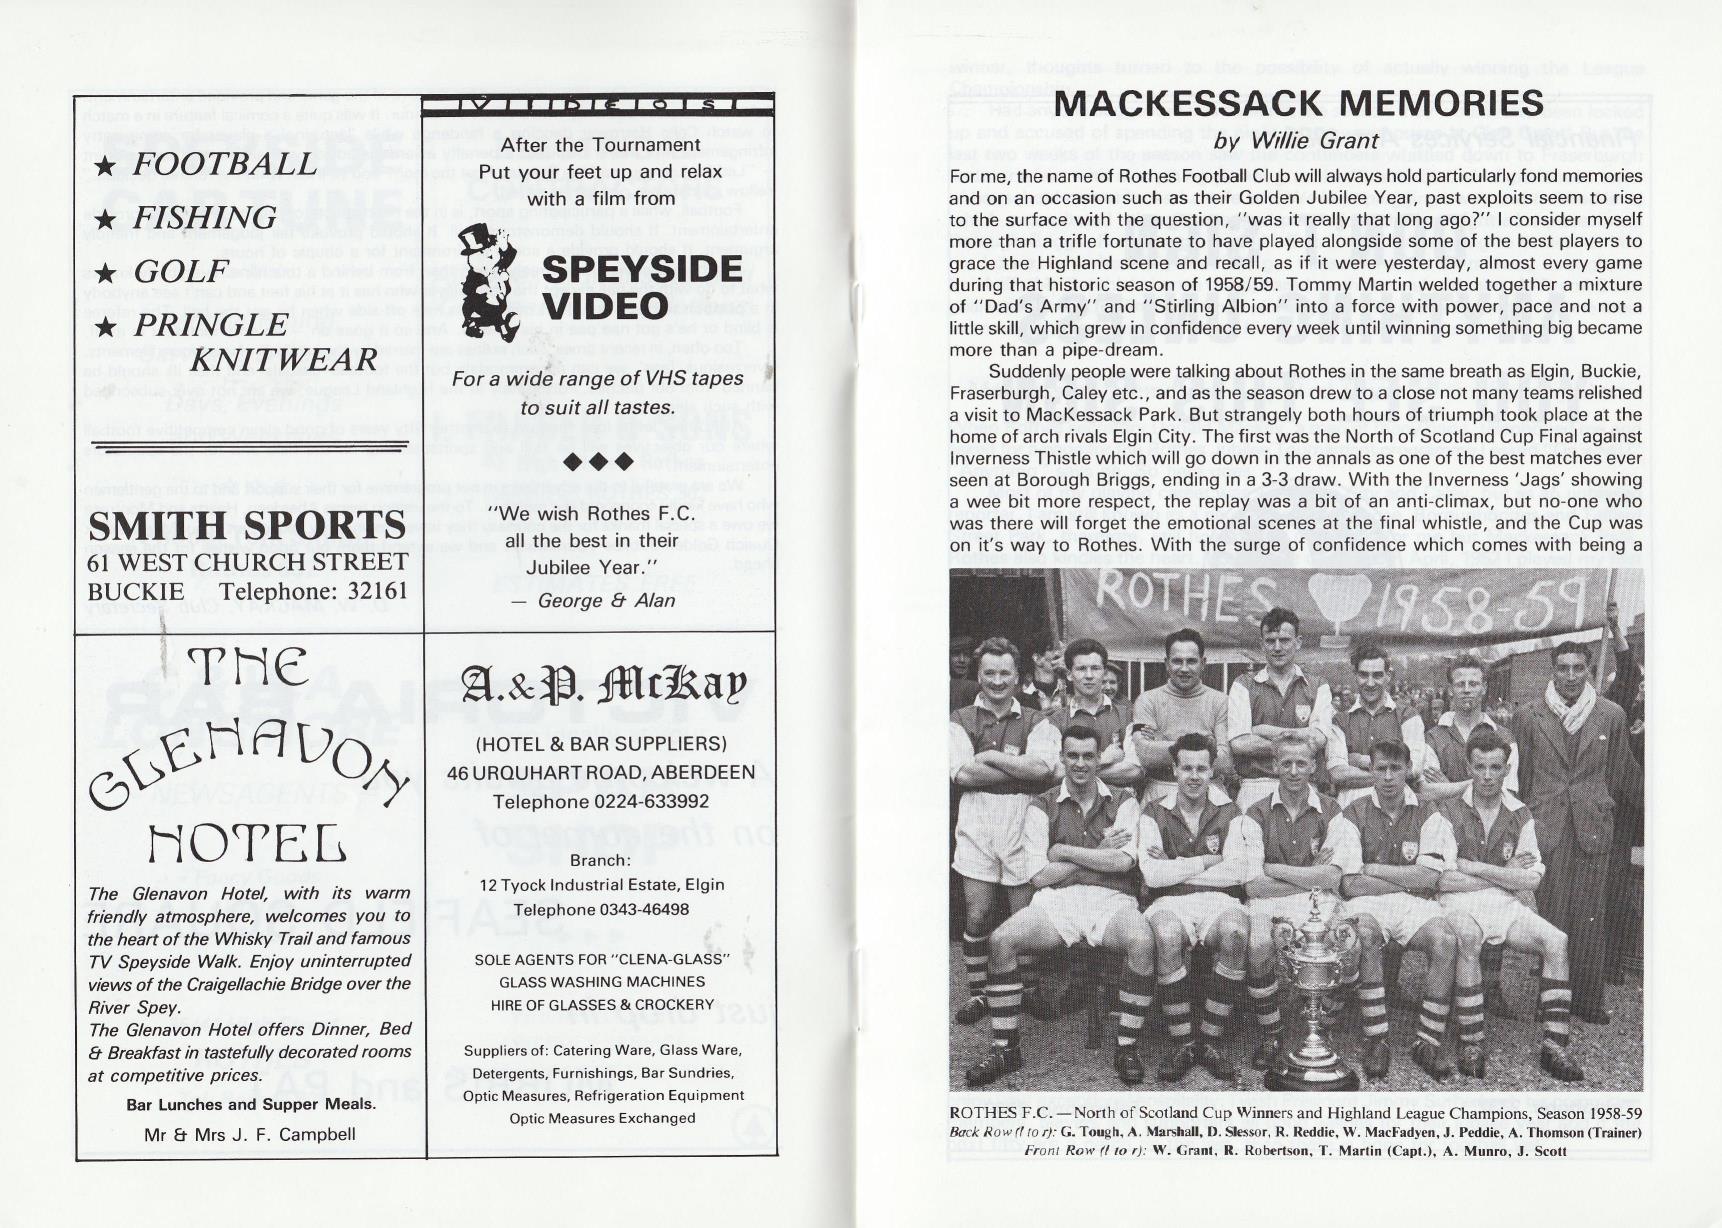 ★ FOOTBALL
★ FISHING
★ GOLF
★ PRINGLE
KNITWEAR
SMITH SPORTS
61 WEST CHURCH STREET
BUCKIE Telephone: 32161
After the Tournament
Put your feet up and relax
with a film from
SPEYSIDE
VIDEO
For a wide range of VHS tapes
to suit all tastes.
"We wish Rothes F.C.
all the best in their
Jubilee Year."
— George & Alan
THE
GLENAVON
HOTEL
The Glenavon Hotel, with its warm
friendly atmosphere, welcomes you to
the heart of the Whisky Trail and famous
TV Speyside Walk. Enjoy uninterrupted
views of the Craigellachie Bridge over the
River Spey.
The Glenavon Hotel offers Dinner, Bed
& Breakfast in tastefully decorated rooms
at competitive prices.
Bar Lunches and Supper Meals.
Mr & Mrs J. F. Campbell
A. & P. McKay
(HOTEL & BAR SUPPLIERS)
46 URQUHART ROAD, ABERDEEN
Telephone 0224-633992
Branch:
12 Tyock Industrial Estate, Elgin
Telephone 0343-46498
SOLE AGENTS FOR "CLENA-GLASS"
GLASS WASHING MACHINES
HIRE OF GLASSES & CROCKERY
Suppliers of: Catering Ware, Glass Ware,
Detergents, Furnishings, Bar Sundries,
Optic Measures, Refrigeration Equipment
Optic Measures Exchanged
MACKESSACK MEMORIES
by Willie Grant
For me, the name of Rothes Football Club will always hold particularly fond memories
and on an occasion such as their Golden Jubilee Year, past exploits seem to rise
to the surface with the question, "was it really that long ago?" I consider myself
more than a trifle fortunate to have played alongside some of the best players to
grace the Highland scene and recall, as if it were yesterday, almost every game
during that historic season of 1958/59. Tommy Martin welded together a mixture
of "Dad's Army" and "Stirling Albion" into a force with power, pace and not a
little skill, which grew in confidence every week until winning something big became
more than a pipe-dream.
Suddenly people were talking about Rothes in the same breath as Elgin, Buckie,
Fraserburgh, Caley etc., and as the season drew to a close not many teams relished
a visit to MacKessack Park. But strangely both hours of triumph took place at the
home of arch rivals Elgin City. The first was the North of Scotland Cup Final against
Inverness Thistle which will go down in the annals as one of the best matches ever
seen at Borough Briggs, ending in a 3-3 draw. With the Inverness 'Jags' showing
a wee bit more respect, the replay was a bit of an anti-climax, but no-one who
was there will forget the emotional scenes at the final whistle, and the Cup was
on it's way to Rothes. With the surge of confidence which comes with being a
ROTHES 1958-59
ROTHES F.C. — North of Scotland Cup Winners and Highland League Champions, Season 1958-59
Back Row (l to r): G. Tough, A. Marshall, D. Slessor, R. Reddie, W. MacFadyen, J. Peddie, A. Thomson (Trainer)
Front Row (l to r): W. Grant, R. Robertson, T. Martin (Capt.), A. Munro, J. Scott